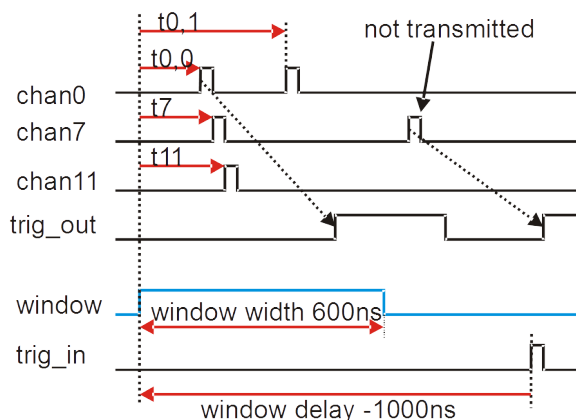 t0,1
not transmitted
t0,0
chan0
t7
chan7
t11
chan11
trig_out
window
window width 600ns
trig_in
window delay -1000ns